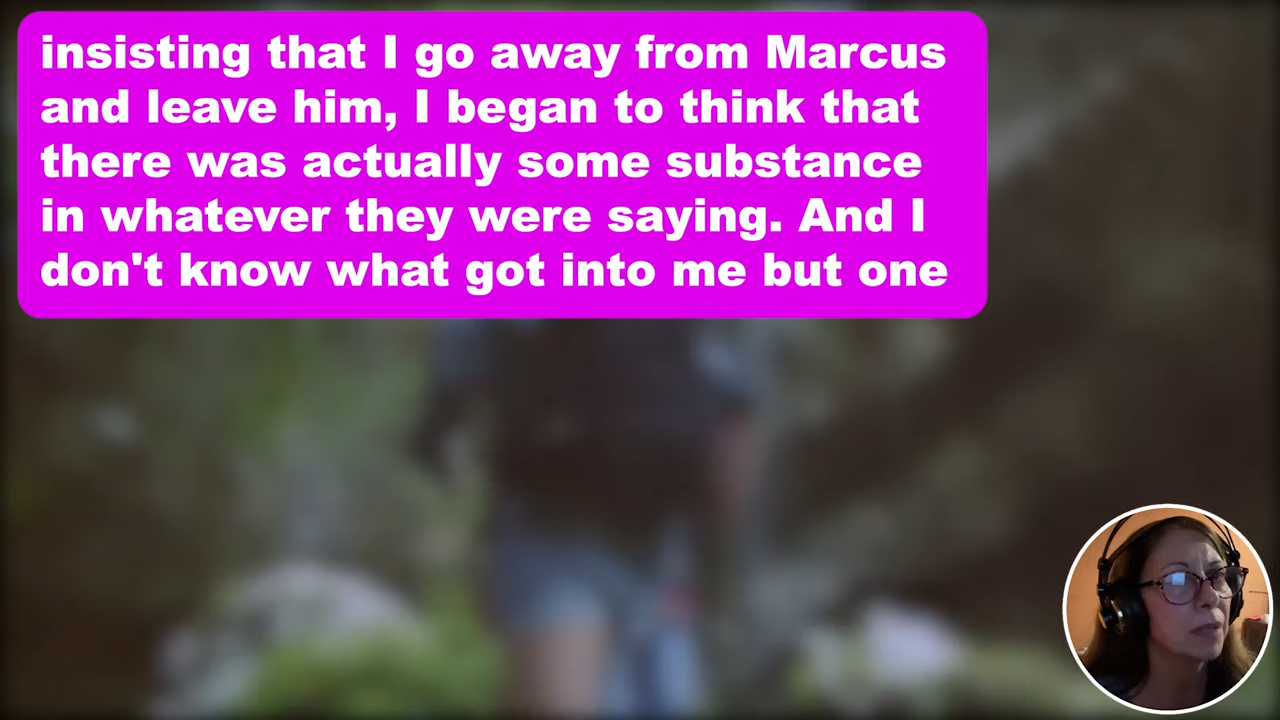 insisting that I go away from Marcus
and leave him, I began to think that
there was actually some substance
in whatever they were saying. And I
don't know what got into me but one